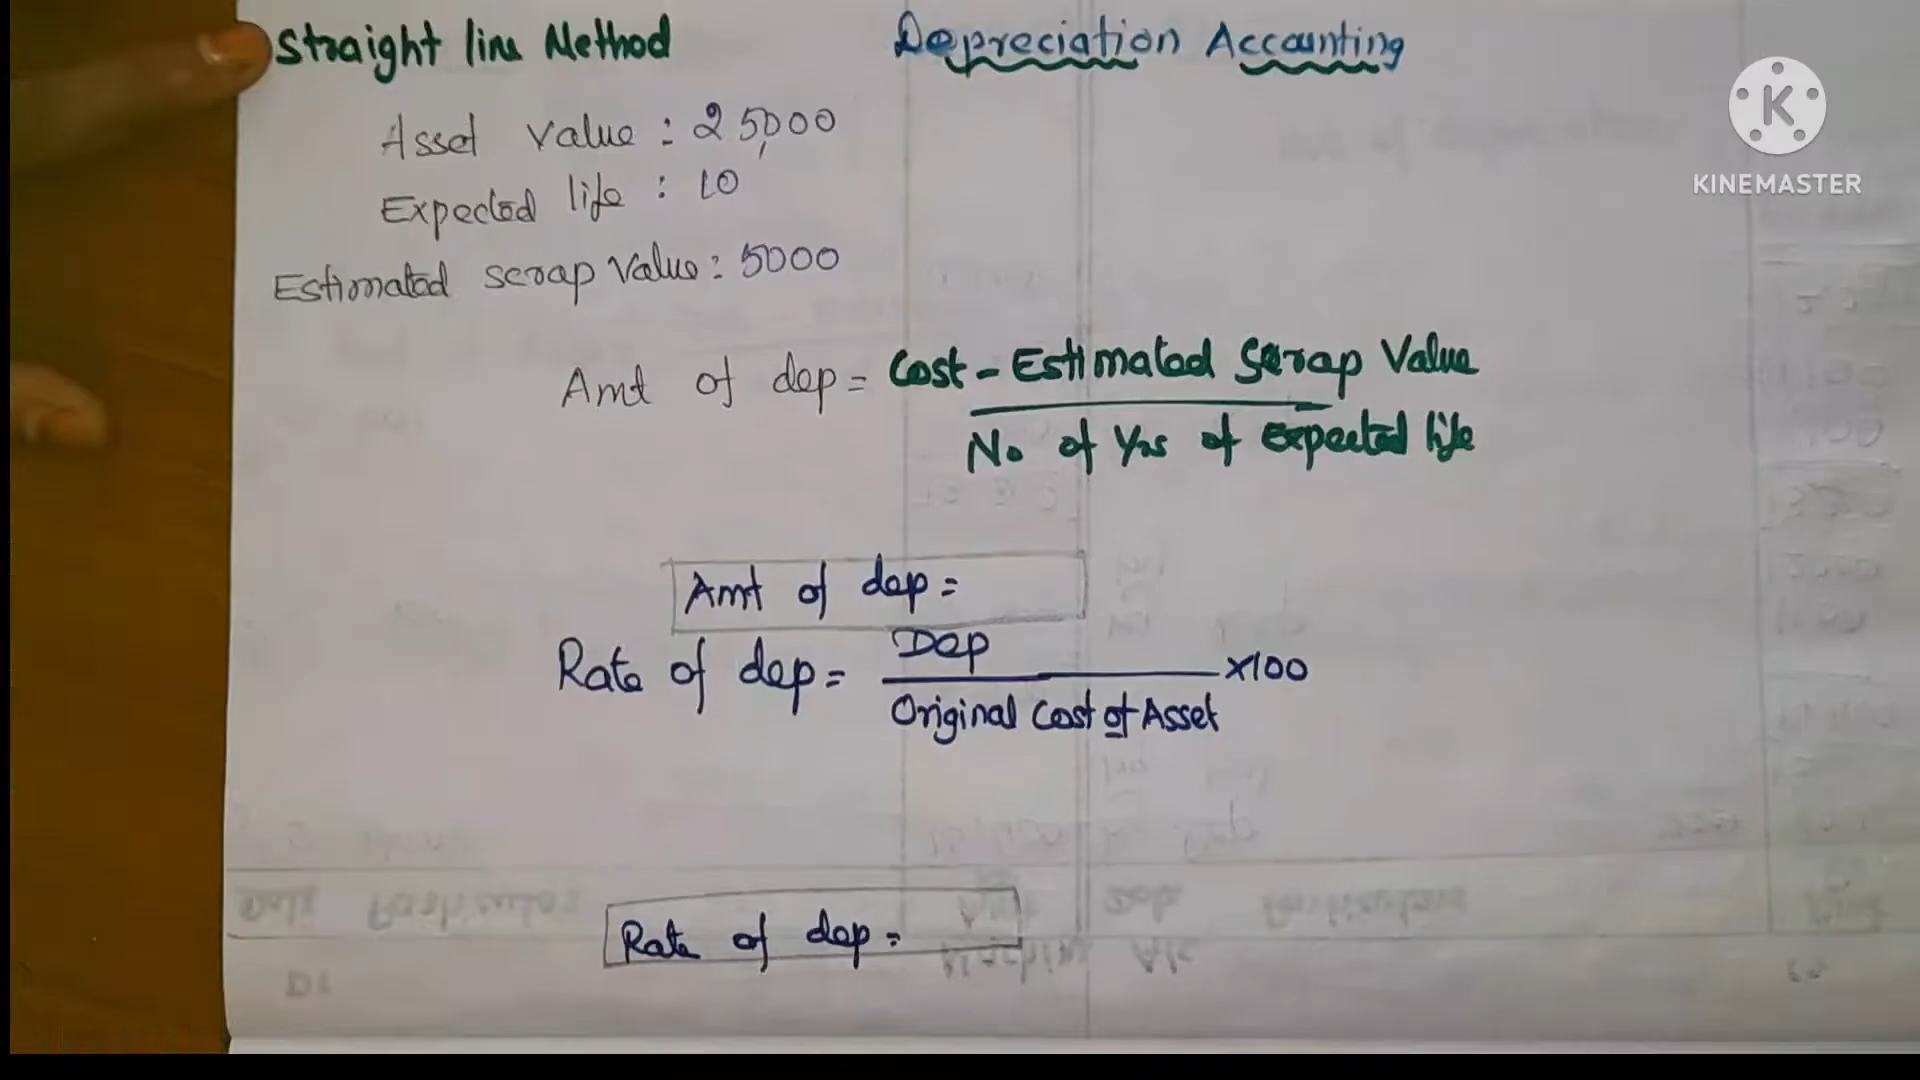 Straight line Method
Depreciation Accounting
Asset Value : 25,000
Expected life : 10
Estimated scrap Value : 5000
Amt of dep = Cost - Estimated Scrap Value
No of Yrs of Expected life
Amt of dep =
Rate of dep = Dep
x100
Original Cost of Asset
Rate of dep =
KINEMASTER